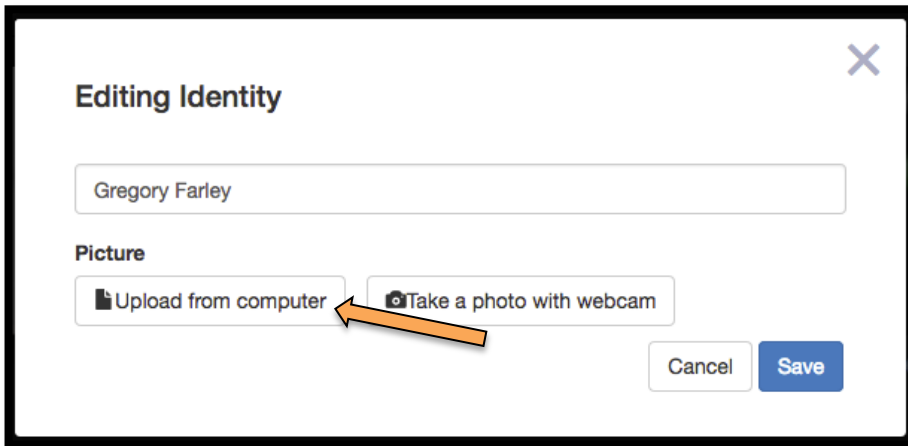 Editing Identity
Gregory Farley
Picture
Upload from computer Take a photo with webcam
Cancel Save